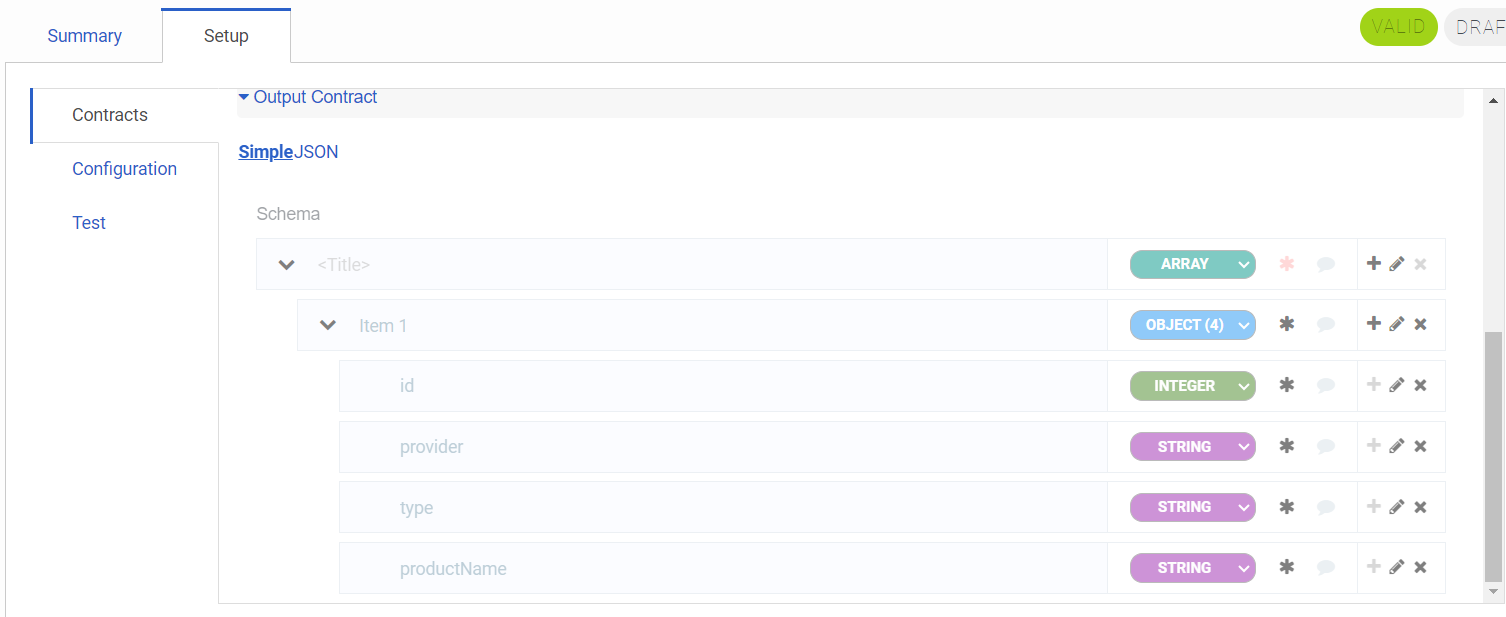 Summary
Setup
VALID
DRAF
Contracts
Configuration
Test
Output Contract
SimpleJSON
Schema
<Title>
ARRAY
Item 1
OBJECT (4)
id
INTEGER
provider
STRING
type
STRING
productName
STRING